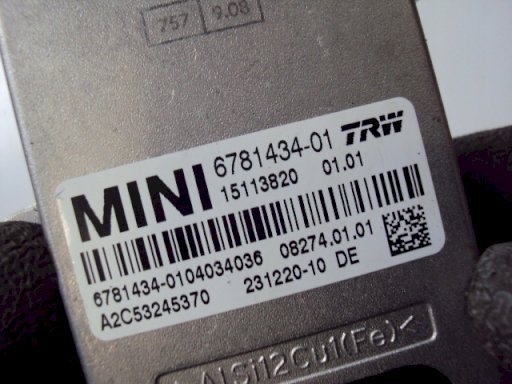 757 9.08
MINI 6781434-01 TRW
15113820 01.01
6781434-0104034036 08274.01.01
A2C53245370 231220-10 DE
AlSi12Cu1(Fe)<